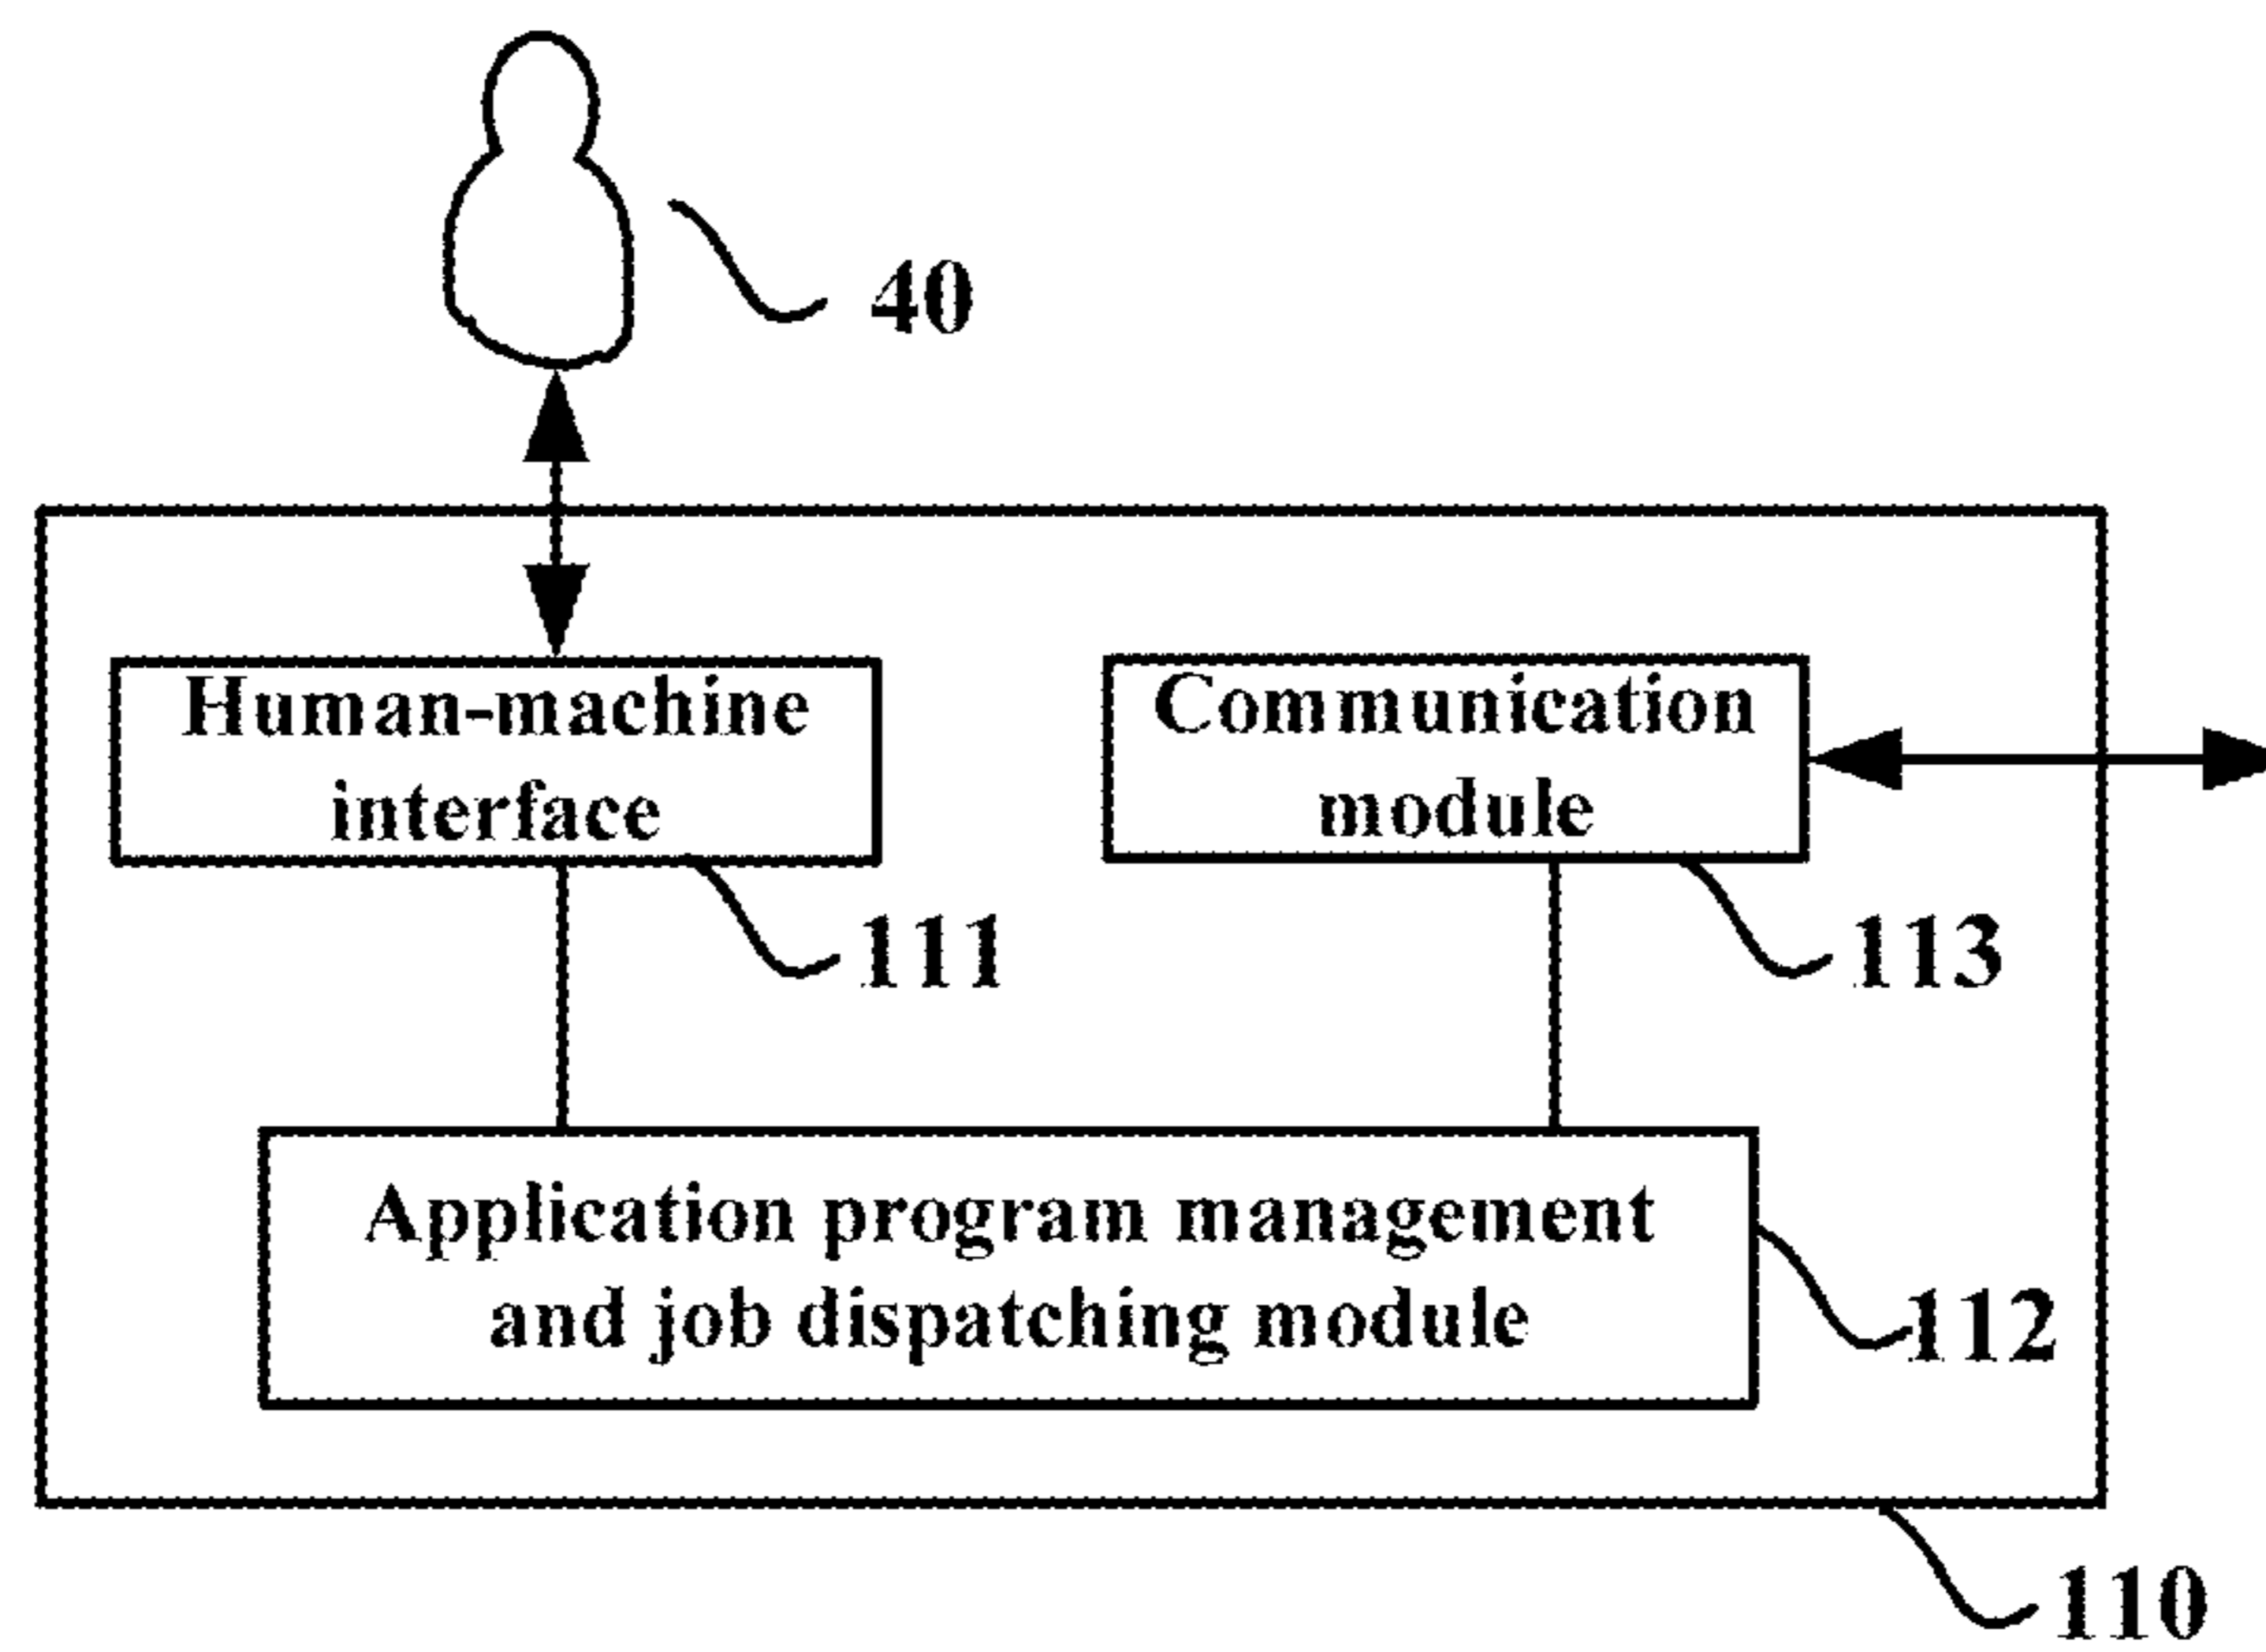 40
Human-machine
interface
Communication
module
111
113
Application program management
and job dispatching module
112
110